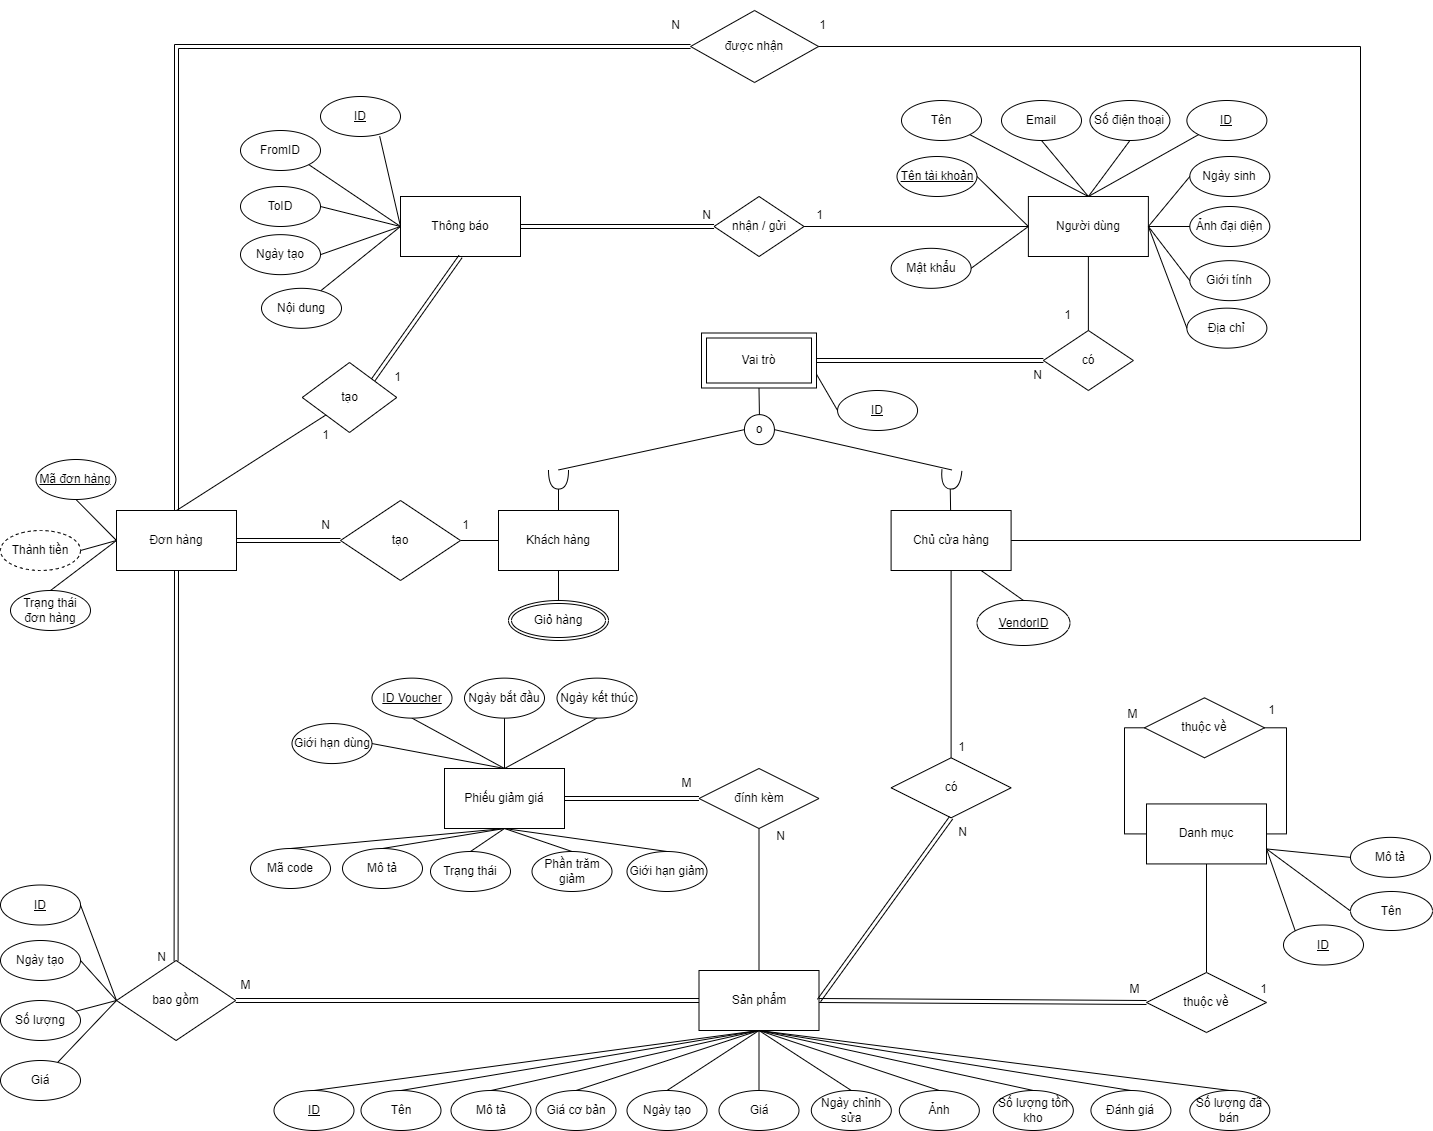 N
được nhận
1
ID
FromID
ToID
Ngày tạo
Nội dung
Thông báo
N
nhận / gửi
1
Tên
Email
Số điện thoại
ID
Tên tài khoản
Mật khẩu
Người dùng
Ngày sinh
Ảnh đại diện
Giới tính
Địa chỉ
1
có
N
Vai trò
ID
o
tạo
1
1
Mã đơn hàng
Thành tiền
Trạng thái
đơn hàng
Đơn hàng
N
tạo
1
Khách hàng
Giỏ hàng
Chủ cửa hàng
VendorID
ID Voucher
Ngày bắt đầu
Ngày kết thúc
Giới hạn dùng
Phiếu giảm giá
M
đính kèm
N
Mã code
Mô tả
Trạng thái
Phần trăm
giảm
Giới hạn giảm
1
có
N
M
thuộc về
1
Danh mục
Mô tả
Tên
ID
M
thuộc về
1
ID
Ngày tạo
Số lượng
Giá
N
bao gồm
M
Sản phẩm
ID
Tên
Mô tả
Giá cơ bản
Ngày tạo
Giá
Ngày chỉnh
sửa
Ảnh
Số lượng tồn
kho
Đánh giá
Số lượng đã
bán